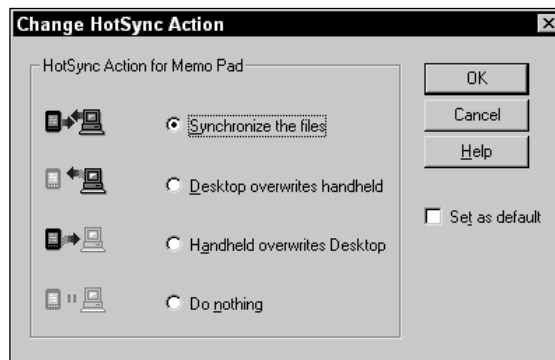 Change HotSync Action
HotSync Action for Memo Pad
Synchronize the files
Desktop overwrites handheld
Handheld overwrites Desktop
Do nothing
OK
Cancel
Help
Set as default